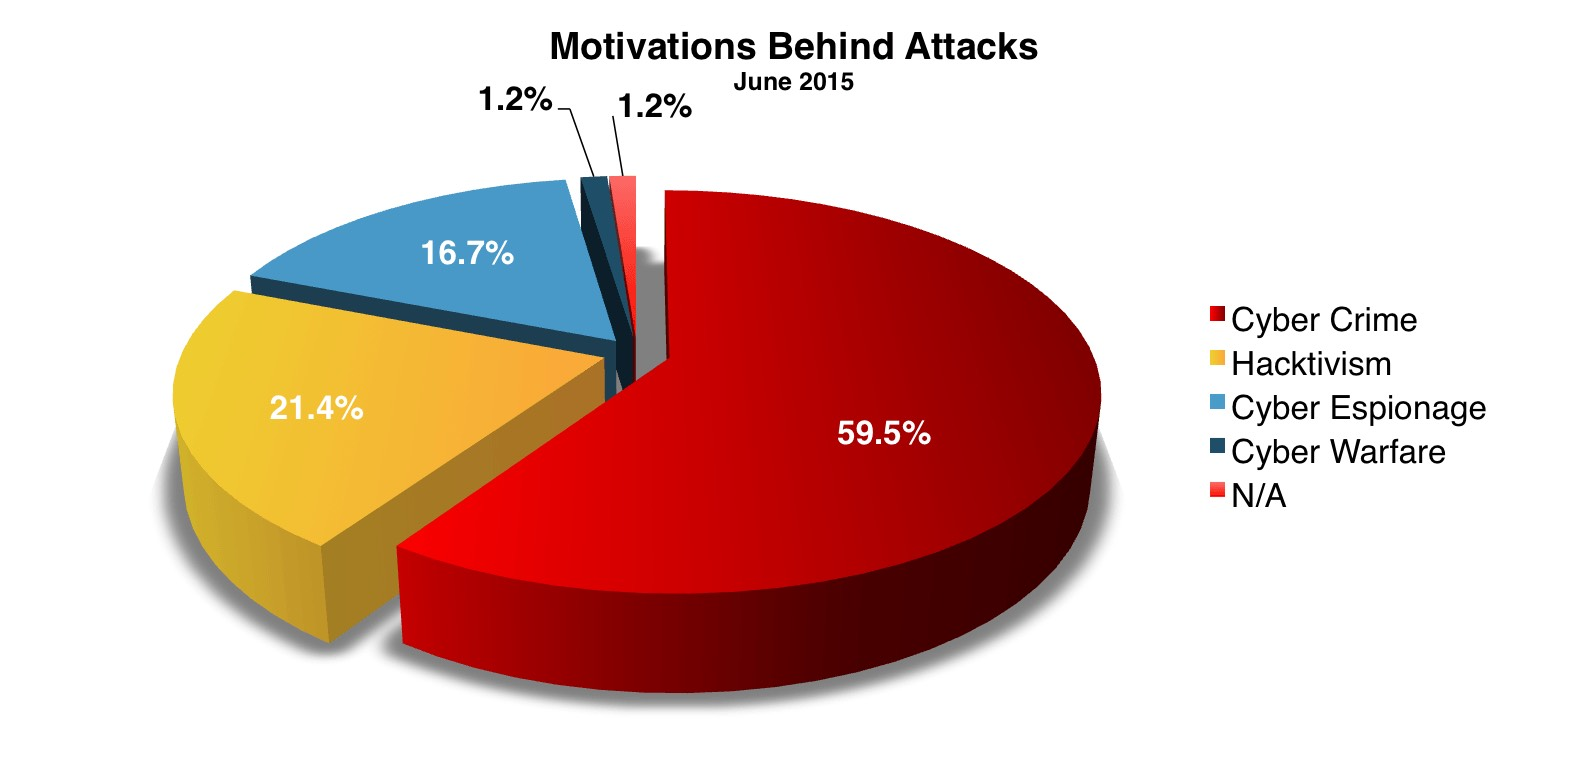 Motivations Behind Attacks
June 2015
1.2%
1.2%
16.7%
21.4%
59.5%
Cyber Crime
Hacktivism
Cyber Espionage
Cyber Warfare
N/A